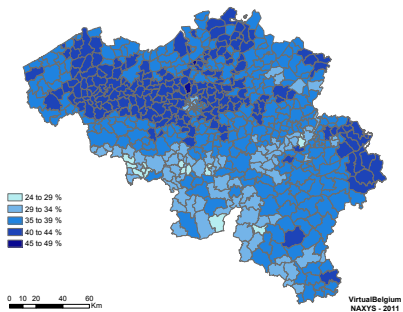 24 to 29 %
29 to 34 %
35 to 39 %
40 to 44 %
45 to 49 %
0 10 20 40 60
Km
VirtualBelgium
NAXYS - 2011